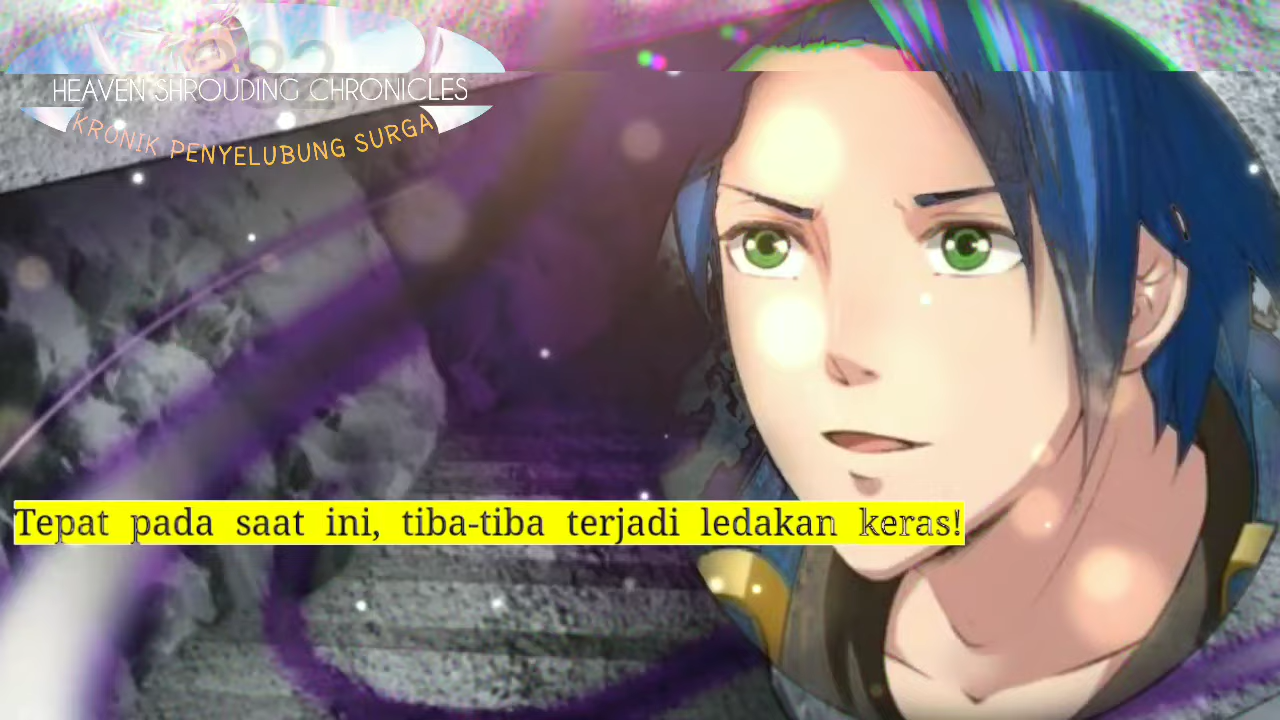 HEAVEN SHROUDING CHRONICLES
KRONIK PENYELUBUNG SURGA
Tepat pada saat ini, tiba-tiba terjadi ledakan keras!